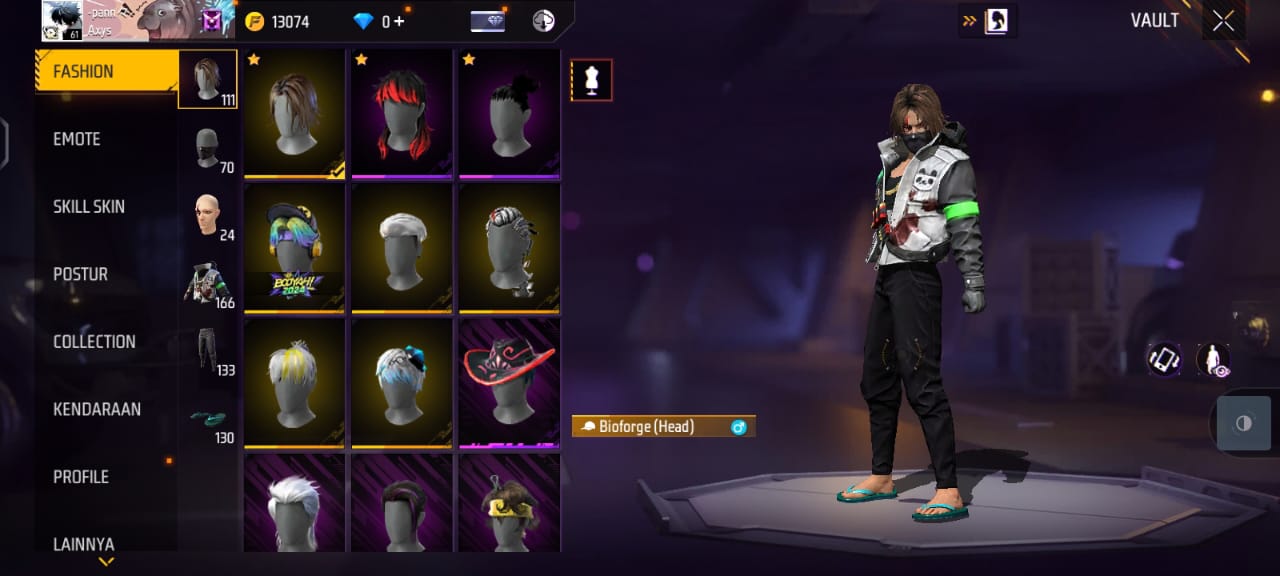 -pann
Axys
61
13074
0 +
VAULT
FASHION
111
EMOTE
70
SKILL SKIN
24
POSTUR
166
COLLECTION
133
KENDARAAN
130
PROFILE
LAINNYA
BOOYAH!
2024
Bioforge (Head)